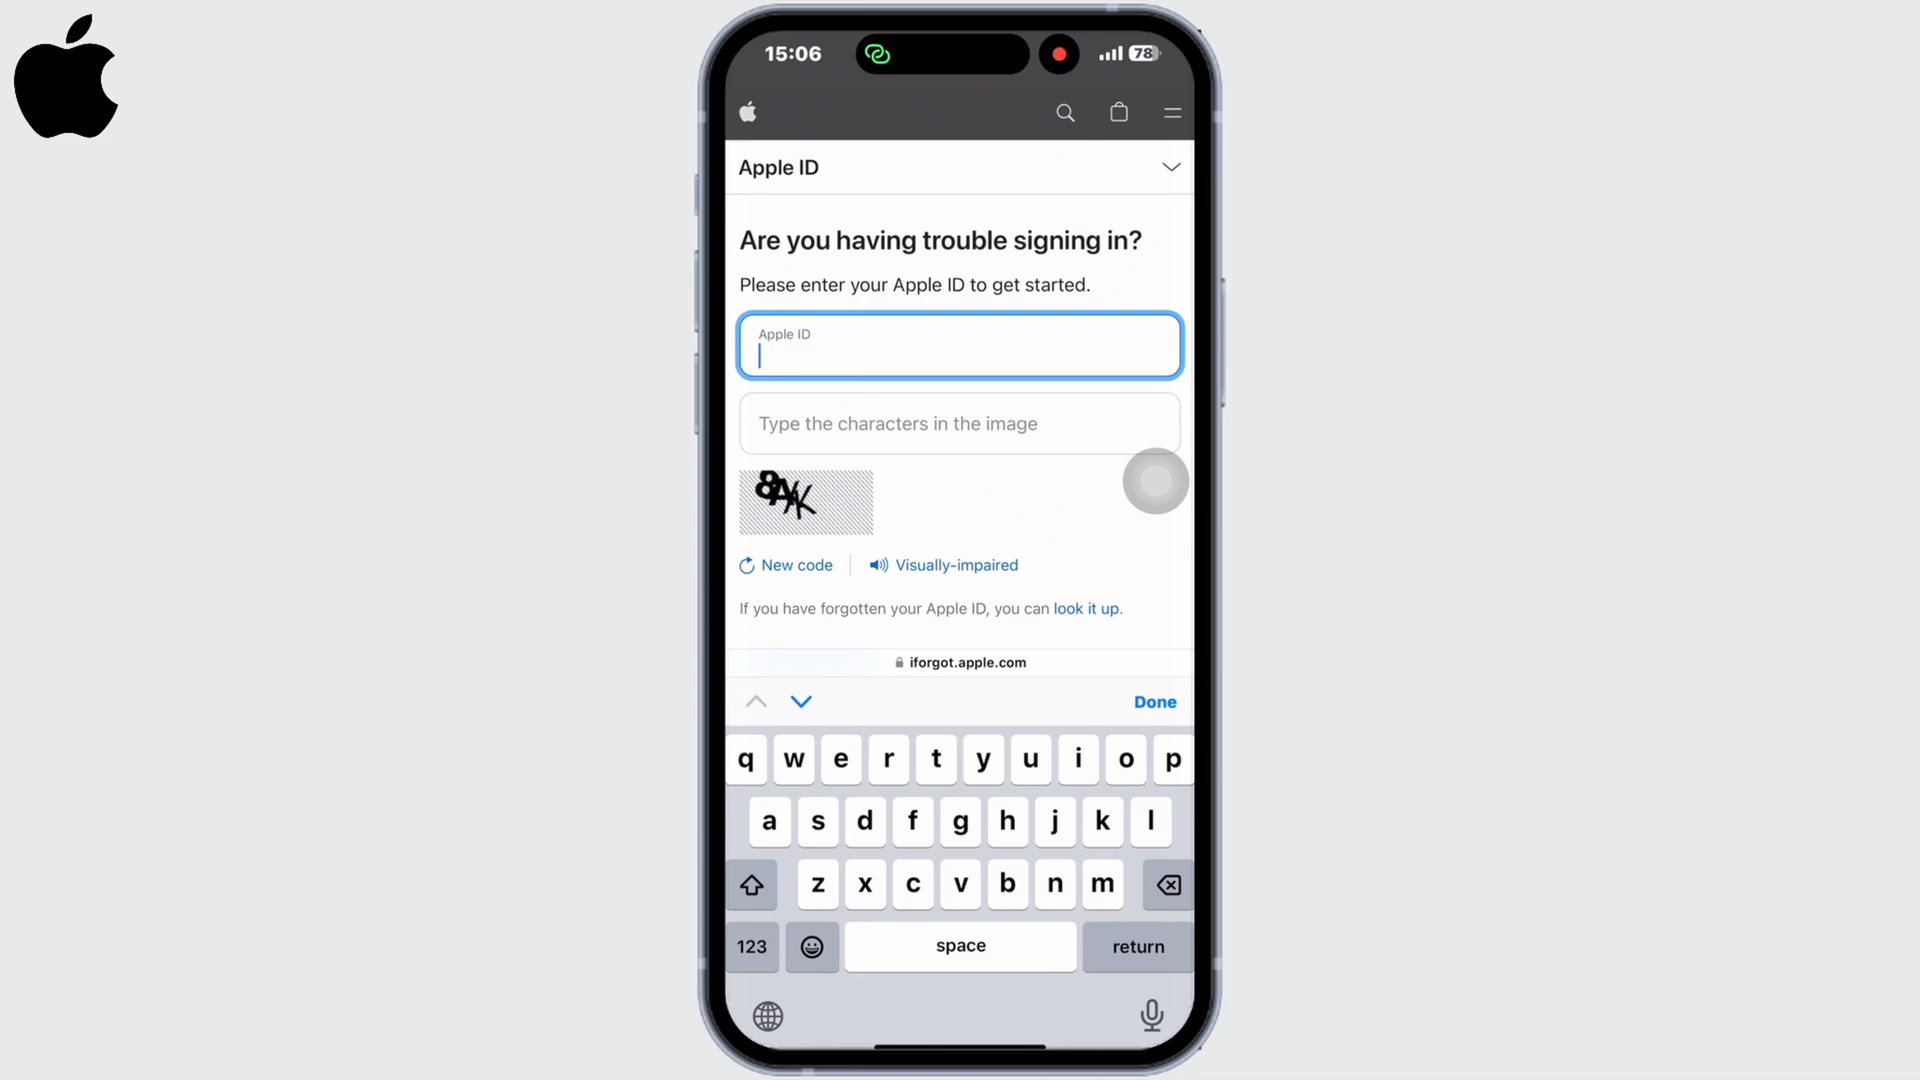 15:06
78
Apple ID
Are you having trouble signing in?
Please enter your Apple ID to get started.
Apple ID
Type the characters in the image
New code
Visually-impaired
If you have forgotten your Apple ID, you can look it up.
iforgot.apple.com
Done
q w e r t y u i o p
a s d f g h j k l
z x c v b n m
123
space
return